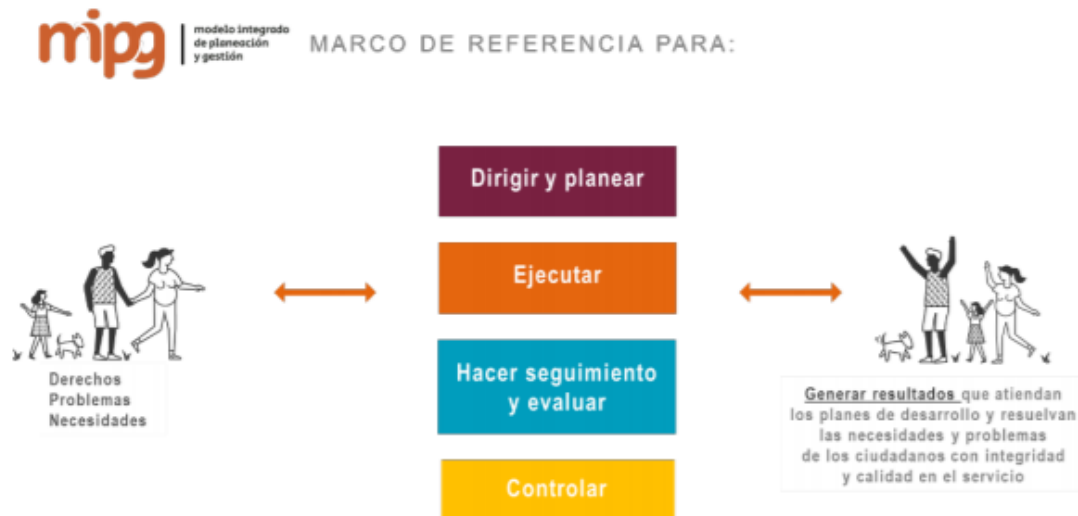 mipg
modelo integrado
de planeación
y gestión
MARCO DE REFERENCIA PARA:
Dirigir y planear
Ejecutar
Hacer seguimiento
y evaluar
Controlar
Derechos
Problemas
Necesidades
Generar resultados que atiendan
los planes de desarrollo y resuelvan
las necesidades y problemas
de los ciudadanos con integridad
y calidad en el servicio